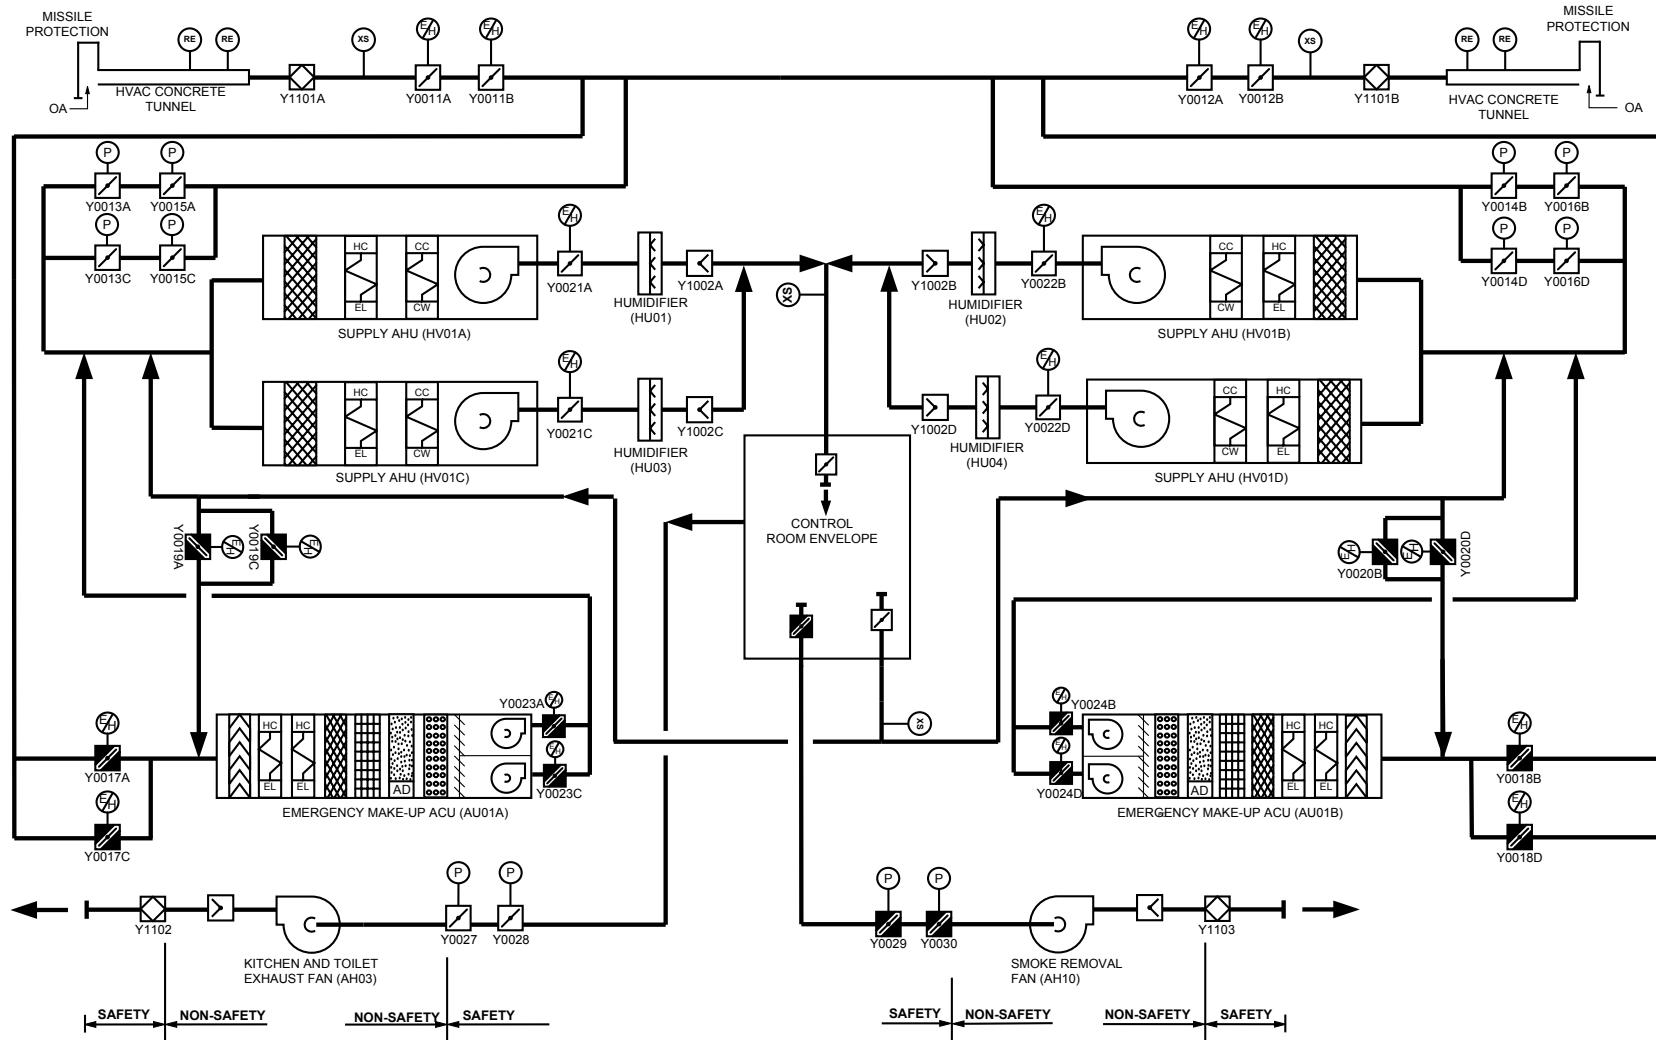 MISSILE
PROTECTION
RE
RE
XS
E/H
E/H
E/H
E/H
XS
RE
RE
MISSILE
PROTECTION
OA
HVAC CONCRETE
TUNNEL
Y1101A
Y0011A
Y0011B
Y0012A
Y0012B
Y1101B
HVAC CONCRETE
TUNNEL
OA
P
P
Y0013A
Y0015A
P
P
Y0013C
Y0015C
P
P
Y0014B
Y0016B
P
P
Y0014D
Y0016D
HC
EL
CC
CW
SUPPLY AHU (HV01A)
E/H
Y0021A
HUMIDIFIER
(HU01)
Y1002A
XS
Y1002B
HUMIDIFIER
(HU02)
E/H
Y0022B
CC
CW
HC
EL
SUPPLY AHU (HV01B)
HC
EL
CC
CW
SUPPLY AHU (HV01C)
E/H
Y0021C
HUMIDIFIER
(HU03)
Y1002C
Y1002D
HUMIDIFIER
(HU04)
E/H
Y0022D
CC
CW
HC
EL
SUPPLY AHU (HV01D)
CONTROL
ROOM ENVELOPE
Y0019A
E/H
Y0019C
E/H
E/H
Y0020B
E/H
Y0020D
XS
E/H
Y0017A
E/H
Y0017C
HC
EL
HC
EL
AD
Y0023A
E/H
E/H
Y0023C
EMERGENCY MAKE-UP ACU (AU01A)
E/H
Y0024B
E/H
Y0024D
AD
HC
EL
HC
EL
EMERGENCY MAKE-UP ACU (AU01B)
E/H
Y0018B
E/H
Y0018D
Y1102
KITCHEN AND TOILET
EXHAUST FAN (AH03)
P
P
Y0027
Y0028
P
P
Y0029
Y0030
SMOKE REMOVAL
FAN (AH10)
Y1103
SAFETY
NON-SAFETY
NON-SAFETY
SAFETY
SAFETY
NON-SAFETY
NON-SAFETY
SAFETY